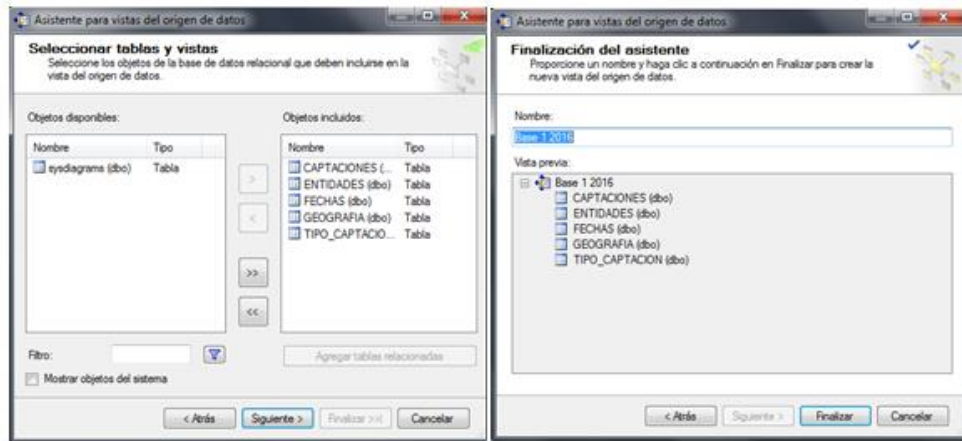 Asistente para vistas del origen de datos
Seleccionar tablas y vistas
Seleccione los objetos de la base de datos relacional que deben incluirse en la
vista del origen de datos.
Objetos disponibles:
Nombre Tipo
sysdiagrams (dbo) Tabla
>
<
>>
<<
Objetos incluidos:
Nombre Tipo
CAPTACIONES (... Tabla
ENTIDADES (dbo) Tabla
FECHAS (dbo) Tabla
GEOGRAFIA (dbo) Tabla
TIPO_CAPTACIO... Tabla
Filtro:
Agregar tablas relacionadas
Mostrar objetos del sistema
< Atrás Siguiente > Finalizar >>| Cancelar
Asistente para vistas del origen de datos
Finalización del asistente
Proporcione un nombre y haga clic a continuación en Finalizar para crear la
nueva vista del origen de datos.
Nombre:
Base 1 2016
Vista previa:
Base 1 2016
CAPTACIONES (dbo)
ENTIDADES (dbo)
FECHAS (dbo)
GEOGRAFIA (dbo)
TIPO_CAPTACION (dbo)
< Atrás Siguiente > Finalizar Cancelar